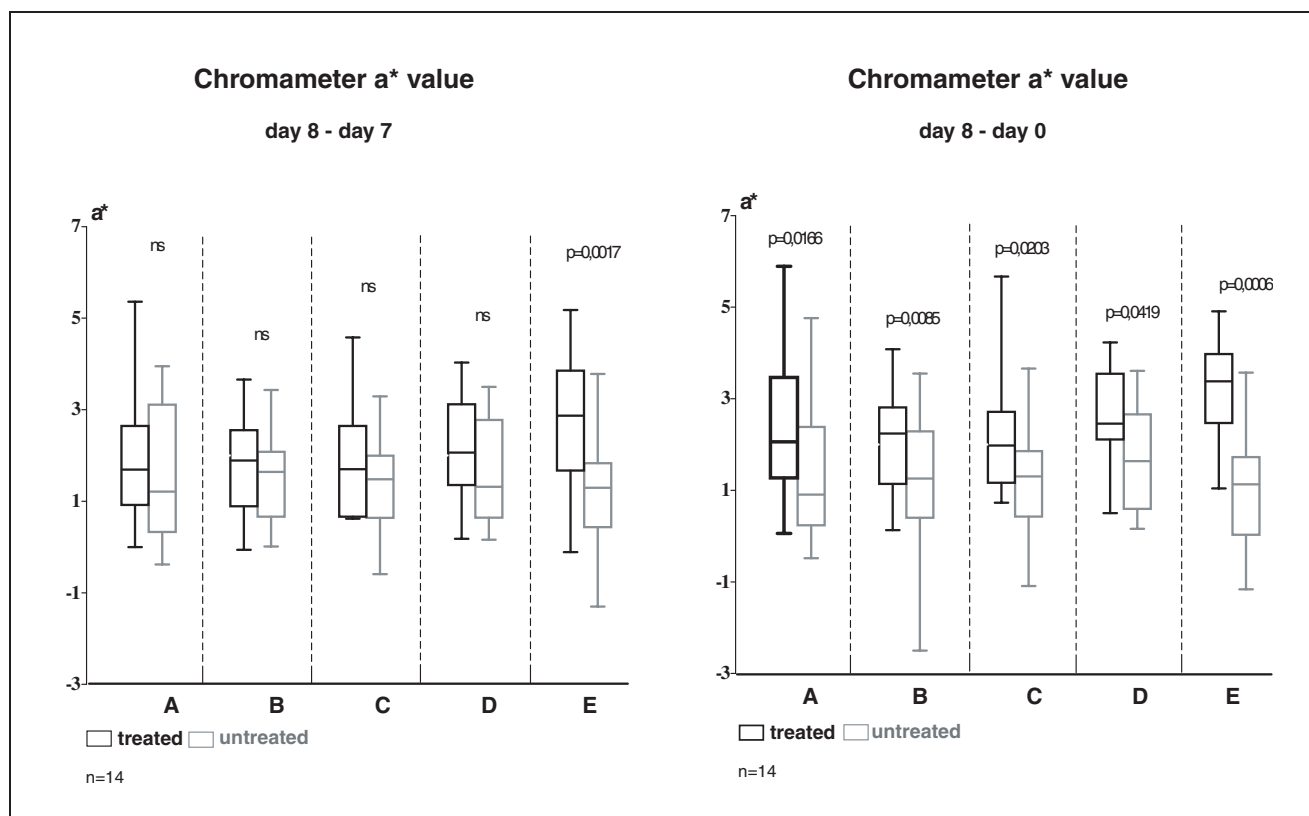 Chromameter a* value
day 8 - day 7
a*
7
5
3
1
-1
-3
ns
ns
ns
ns
p=0,0017
A B C D E
treated untreated
n=14
Chromameter a* value
day 8 - day 0
a*
7
5
3
1
-1
-3
p=0,0166
p=0,0085
p=0,0203
p=0,0419
p=0,0006
A B C D E
treated untreated
n=14